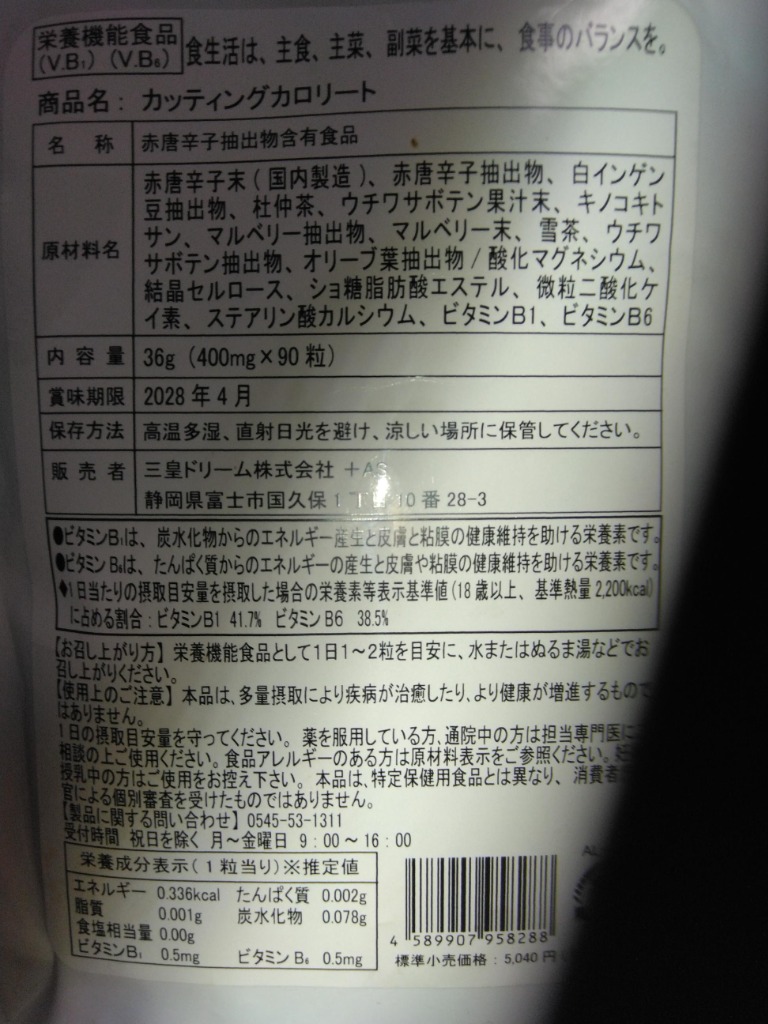 栄養機能食品
(V.B₁) (V.B₆)
食生活は、主食、主菜、副菜を基本に、食事のバランスを。
商品名: カッティングカロリート
名 称 赤唐辛子抽出物含有食品
原材料名
赤唐辛子末(国内製造)、赤唐辛子抽出物、白インゲン
豆抽出物、杜仲茶、ウチワサボテン果汁末、キノコキト
サン、マルベリー抽出物、マルベリー末、雪茶、ウチワ
サボテン抽出物、オリーブ葉抽出物/酸化マグネシウム、
結晶セルロース、ショ糖脂肪酸エステル、微粒二酸化ケ
イ素、ステアリン酸カルシウム、ビタミンB1、ビタミンB6
内容量 36g (400mg×90粒)
賞味期限 2028年4月
保存方法 高温多湿、直射日光を避け、涼しい場所に保管してください。
販売者 三皇ドリーム株式会社
静岡県富士市国久保1 10番28-3
●ビタミンB₁は、炭水化物からのエネルギー産生と皮膚と粘膜の健康維持を助ける栄養素です。
●ビタミンB₆は、たんぱく質からのエネルギーの産生と皮膚や粘膜の健康維持を助ける栄養素です。
◆1日当たりの摂取目安量を摂取した場合の栄養素等表示基準値(18歳以上、基準熱量2,200kcal)
に占める割合:ビタミンB1 41.7% ビタミンB6 38.5%
【お召し上がり方】栄養機能食品として1日1~2粒を目安に、水またはぬるま湯などでお
召し上がりください。
【使用上のご注意】本品は、多量摂取により疾病が治癒したり、より健康が増進するもので
はありません。
1日の摂取目安量を守ってください。薬を服用している方、通院中の方は担当専門医に
相談の上ご使用ください。食品アレルギーのある方は原材料表示をご参照ください。
授乳中の方はご使用をお控え下さい。本品は、特定保健用食品とは異なり、消費者
官による個別審査を受けたものではありません。
【製品に関する問い合わせ】0545-53-1311
受付時間 祝日を除く 月~金曜日 9:00~16:00
栄養成分表示(1粒当り)※推定値
エネルギー 0.336kcal たんぱく質 0.002g
脂質 0.001g 炭水化物 0.078g
食塩相当量 0.00g
ビタミンB₁ 0.5mg ビタミンB₆ 0.5mg
4 589907 958288
標準小売価格:5,040円